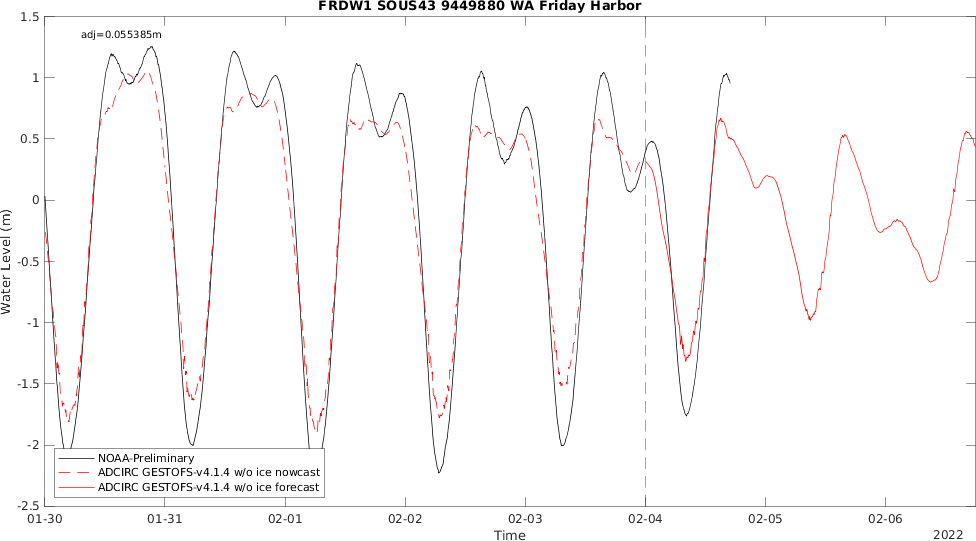 FRDW1 SOUS43 9449880 WA Friday Harbor
adj=0.055385m
1.5
1
0.5
0
-0.5
-1
-1.5
-2
-2.5
Water Level (m)
NOAA-Preliminary
ADCIRC GESTOFS-v4.1.4 w/o ice nowcast
ADCIRC GESTOFS-v4.1.4 w/o ice forecast
01-30 01-31 02-01 02-02 02-03 02-04 02-05 02-06
Time
2022